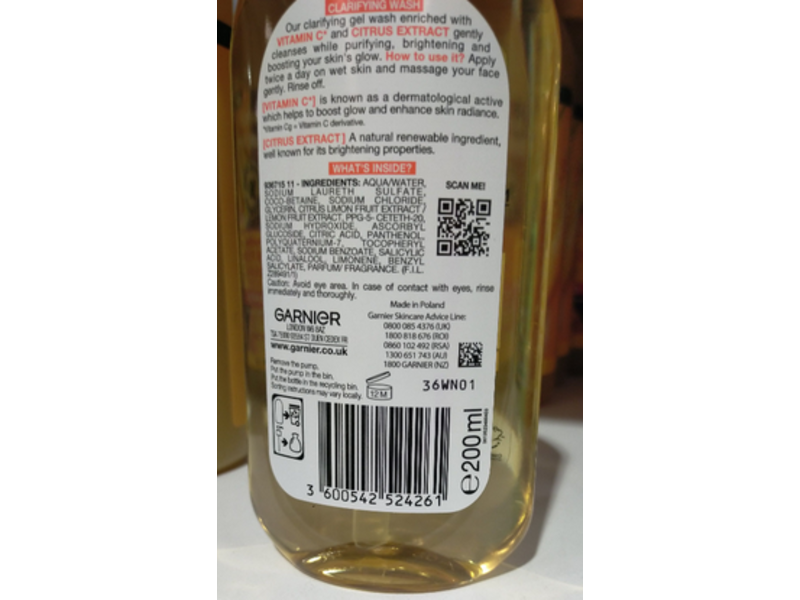 CLARIFYING WASH
Our clarifying gel wash enriched with
VITAMIN C* and CITRUS EXTRACT gently
cleanses while purifying, brightening and
boosting your skin's glow. How to use it? Apply
twice a day on wet skin and massage your face
gently. Rinse off.
[VITAMIN C*] is known as a dermatological active
which helps to boost glow and enhance skin radiance.
*Vitamin Cg = Vitamin C derivative.
[CITRUS EXTRACT] A natural renewable ingredient,
well known for its brightening properties.
WHAT'S INSIDE?
936715 11 - INGREDIENTS: AQUA/WATER,
SODIUM LAURETH SULFATE,
COCO-BETAINE, SODIUM CHLORIDE,
GLYCERIN, CITRUS LIMON FRUIT EXTRACT /
LEMON FRUIT EXTRACT, PPG-5- CETETH-20,
SODIUM HYDROXIDE, ASCORBYL
GLUCOSIDE, CITRIC ACID, PANTHENOL,
POLYQUATERNIUM-7, TOCOPHERYL
ACETATE, SODIUM BENZOATE, SALICYLIC
ACID, LINALOOL, LIMONENE, BENZYL
SALICYLATE, PARFUM/ FRAGRANCE. (F.I.L.
Z289491/1)
SCAN ME!
Caution: Avoid eye area. In case of contact with eyes, rinse
immediately and thoroughly.
GARNIER
LONDON W6 8AZ
www.garnier.co.uk
Made in Poland
Garnier Skincare Advice Line:
0800 085 4376 (UK)
1800 818 676 (ROI)
0860 102 492 (RSA)
1300 651 743 (AU)
1800 GARNIER (NZ)
Remove the pump.
Put the pump in the bin.
Put the bottle in the recycling bin.
Sorting instructions may vary locally.
12 M
36WN01
3 600542 524261
e200ml